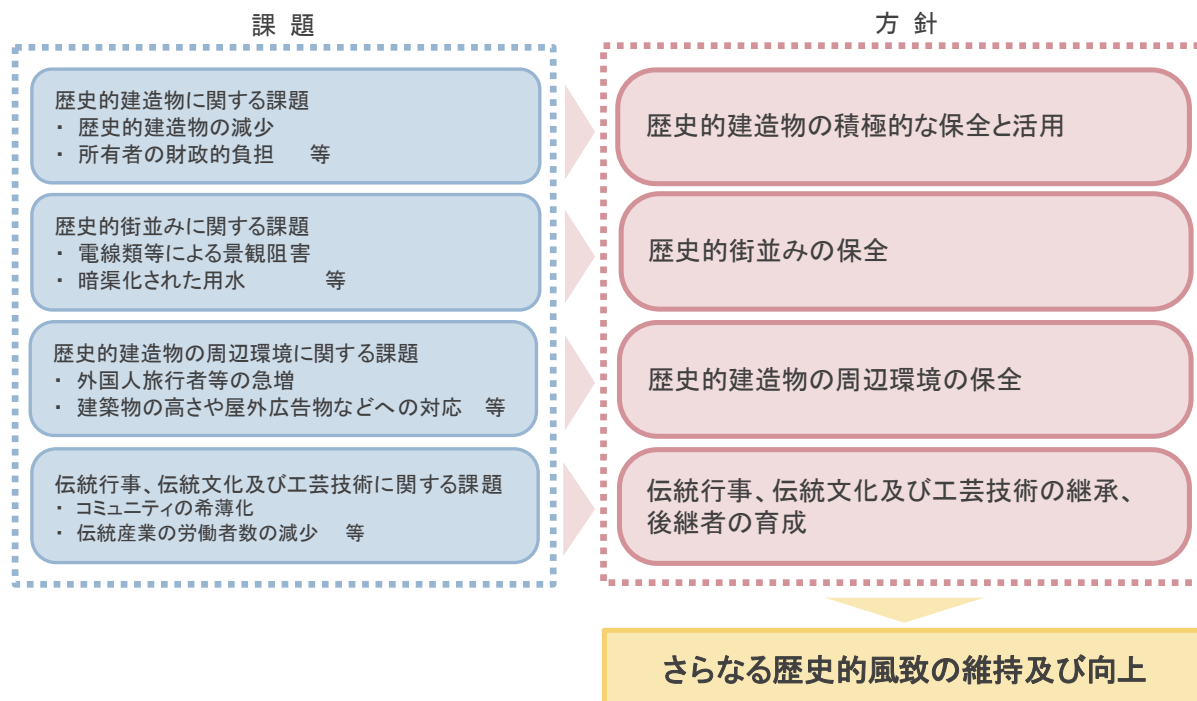 課 題
方 針
歴史的建造物に関する課題
・ 歴史的建造物の減少
・ 所有者の財政的負担 等
歴史的建造物の積極的な保全と活用
歴史的街並みに関する課題
・ 電線類等による景観阻害
・ 暗渠化された用水 等
歴史的街並みの保全
歴史的建造物の周辺環境に関する課題
・ 外国人旅行者等の急増
・ 建築物の高さや屋外広告物などへの対応 等
歴史的建造物の周辺環境の保全
伝統行事、伝統文化及び工芸技術に関する課題
・ コミュニティの希薄化
・ 伝統産業の労働者数の減少 等
伝統行事、伝統文化及び工芸技術の継承、
後継者の育成
さらなる歴史的風致の維持及び向上